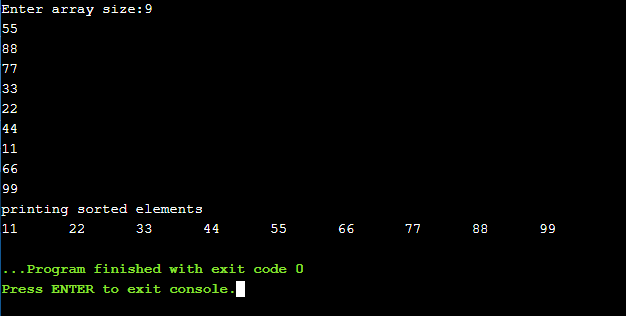 Enter array size:9
55
88
77
33
22
44
11
66
99
printing sorted elements
11 22 33 44 55 66 77 88 99
...Program finished with exit code 0
Press ENTER to exit console.